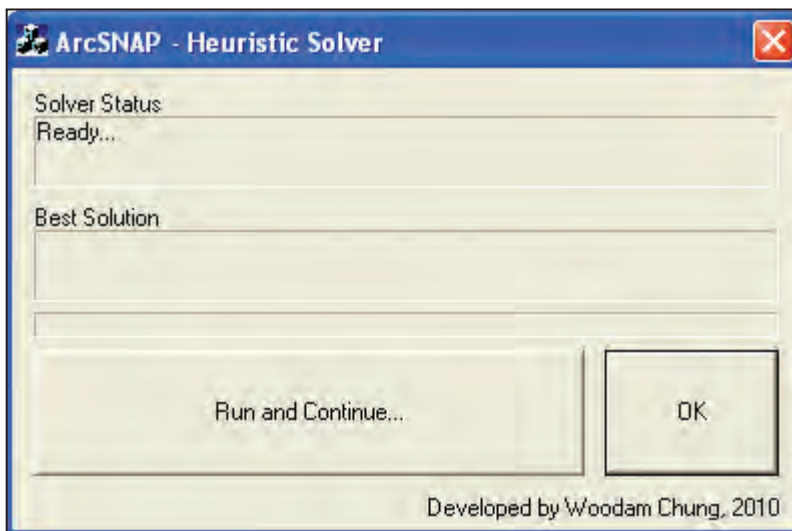 ArcSNAP - Heuristic Solver
Solver Status
Ready...
Best Solution
Run and Continue...
OK
Developed by Woodam Chung, 2010